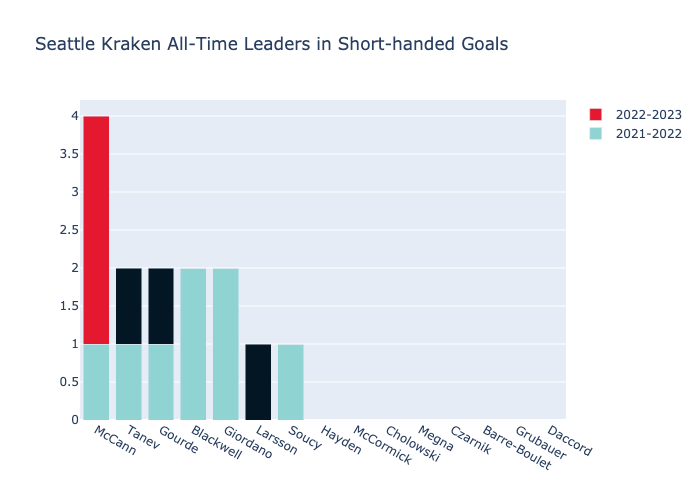 Seattle Kraken All-Time Leaders in Short-handed Goals
2022-2023
2021-2022
4
3.5
3
2.5
2
1.5
1
0.5
0
McCann
Tanev
Gourde
Blackwell
Giordano
Larsson
Soucy
Hayden
McCormick
Cholowski
Megna
Czarnik
Barre-Boulet
Grubauer
Daccord